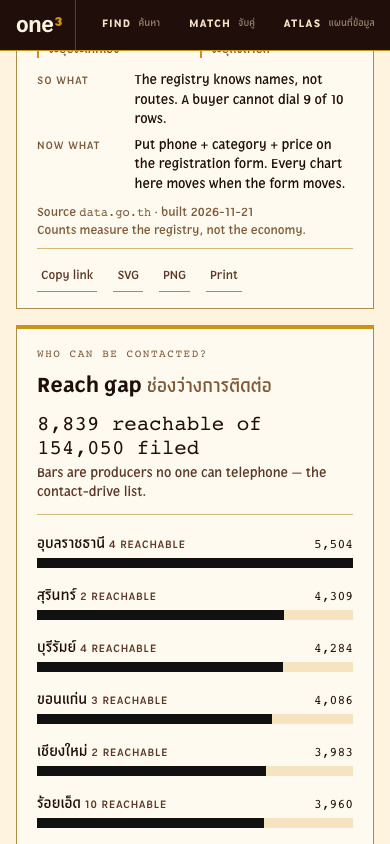 one³
FIND ค้นหา
MATCH จับคู่
ATLAS แผนที่ข้อมูล
SO WHAT
The registry knows names, not
routes. A buyer cannot dial 9 of 10
rows.
NOW WHAT
Put phone + category + price on
the registration form. Every chart
here moves when the form moves.
Source data.go.th · built 2026-11-21
Counts measure the registry, not the economy.
Copy link SVG PNG Print
WHO CAN BE CONTACTED?
Reach gap ช่องว่างการติดต่อ
8,839 reachable of
154,050 filed
Bars are producers no one can telephone — the
contact-drive list.
อุบลราชธานี 4 REACHABLE 5,504
สุรินทร์ 2 REACHABLE 4,309
บุรีรัมย์ 4 REACHABLE 4,284
ขอนแก่น 3 REACHABLE 4,086
เชียงใหม่ 2 REACHABLE 3,983
ร้อยเอ็ด 10 REACHABLE 3,960